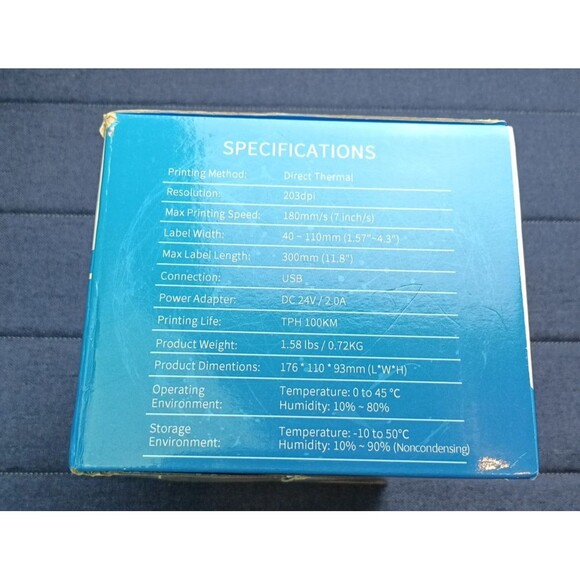 SPECIFICATIONS
Printing Method: Direct Thermal
Resolution: 203dpi
Max Printing Speed: 180mm/s (7 inch/s)
Label Width: 40 ~ 110mm (1.57"~4.3")
Max Label Length: 300mm (11.8")
Connection: USB
Power Adapter: DC 24V / 2.0A
Printing Life: TPH 100KM
Product Weight: 1.58 lbs / 0.72KG
Product Dimentions: 176 * 110 * 93mm (L*W*H)
Operating Temperature: 0 to 45 °C
Environment: Humidity: 10% ~ 80%
Storage Temperature: -10 to 50°C
Environment: Humidity: 10% ~ 90% (Noncondensing)